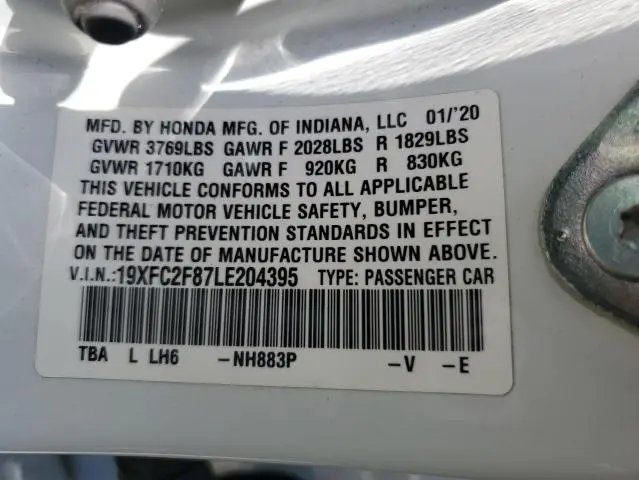 MFD. BY HONDA MFG. OF INDIANA, LLC 01/'20
GVWR 3769LBS GAWR F 2028LBS R 1829LBS
GVWR 1710KG GAWR F 920KG R 830KG
THIS VEHICLE CONFORMS TO ALL APPLICABLE
FEDERAL MOTOR VEHICLE SAFETY, BUMPER,
AND THEFT PREVENTION STANDARDS IN EFFECT
ON THE DATE OF MANUFACTURE SHOWN ABOVE.
V.I.N.:19XFC2F87LE204395 TYPE: PASSENGER CAR
TBA L LH6 -NH883P -V -E